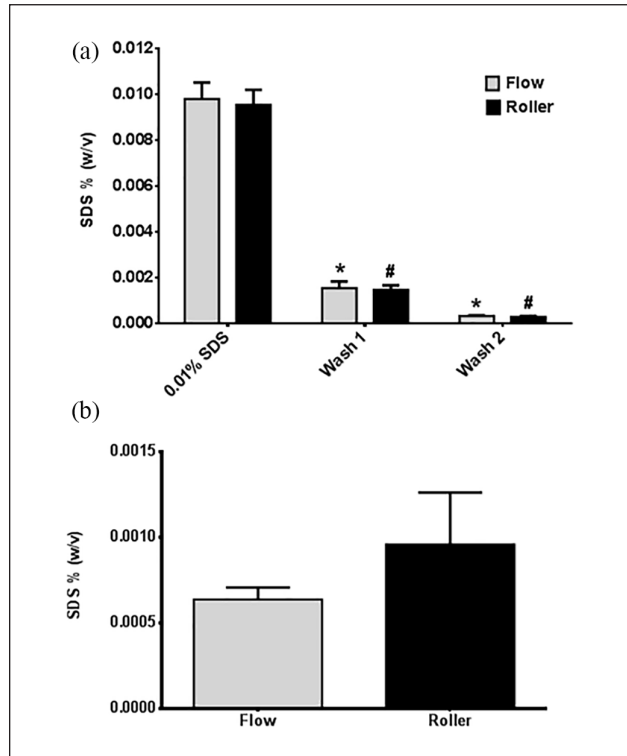 (a)
0.012
0.010
0.008
0.006
0.004
0.002
0.000
SDS % (w/v)
Flow
Roller
* # * #
0.01% SDS
Wash 1
Wash 2
(b)
0.0015
0.0010
0.0005
0.0000
SDS % (w/v)
Flow
Roller